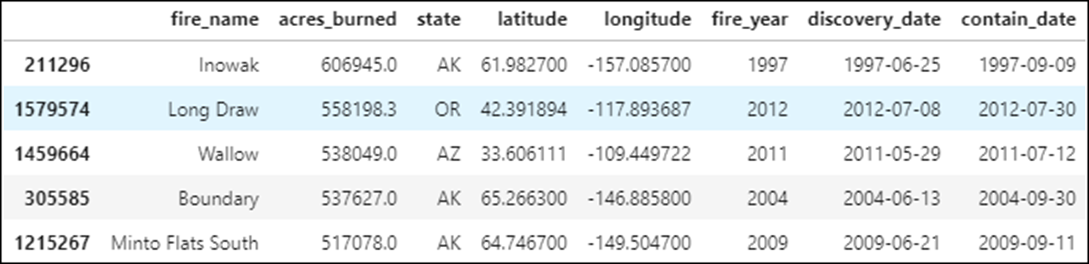 fire_name acres_burned state latitude longitude fire_year discovery_date contain_date
211296 Inowak 606945.0 AK 61.982700 -157.085700 1997 1997-06-25 1997-09-09
1579574 Long Draw 558198.3 OR 42.391894 -117.893687 2012 2012-07-08 2012-07-30
1459664 Wallow 538049.0 AZ 33.606111 -109.449722 2011 2011-05-29 2011-07-12
305585 Boundary 537627.0 AK 65.266300 -146.885800 2004 2004-06-13 2004-09-30
1215267 Minto Flats South 517078.0 AK 64.746700 -149.504700 2009 2009-06-21 2009-09-11